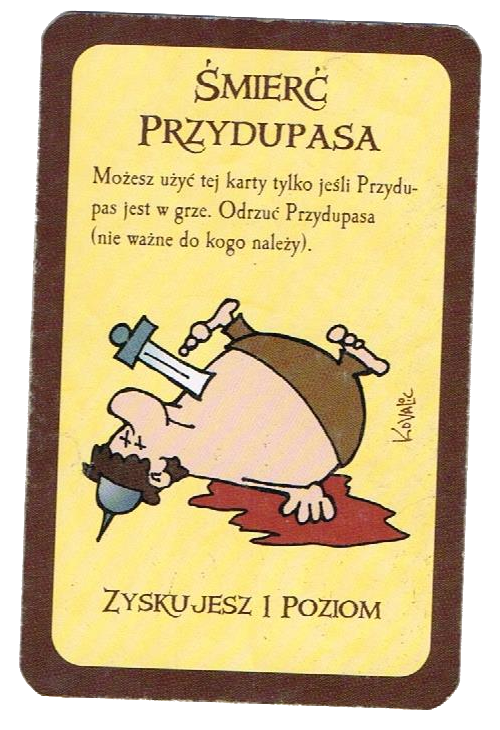 ŚMIERĆ
PRZYDUPASA
Możesz użyć tej karty tylko jeśli Przydu-
pas jest w grze. Odrzuć Przydupasa
(nie ważne do kogo należy).
KOVALIC
ZYSKUJESZ 1 POZIOM